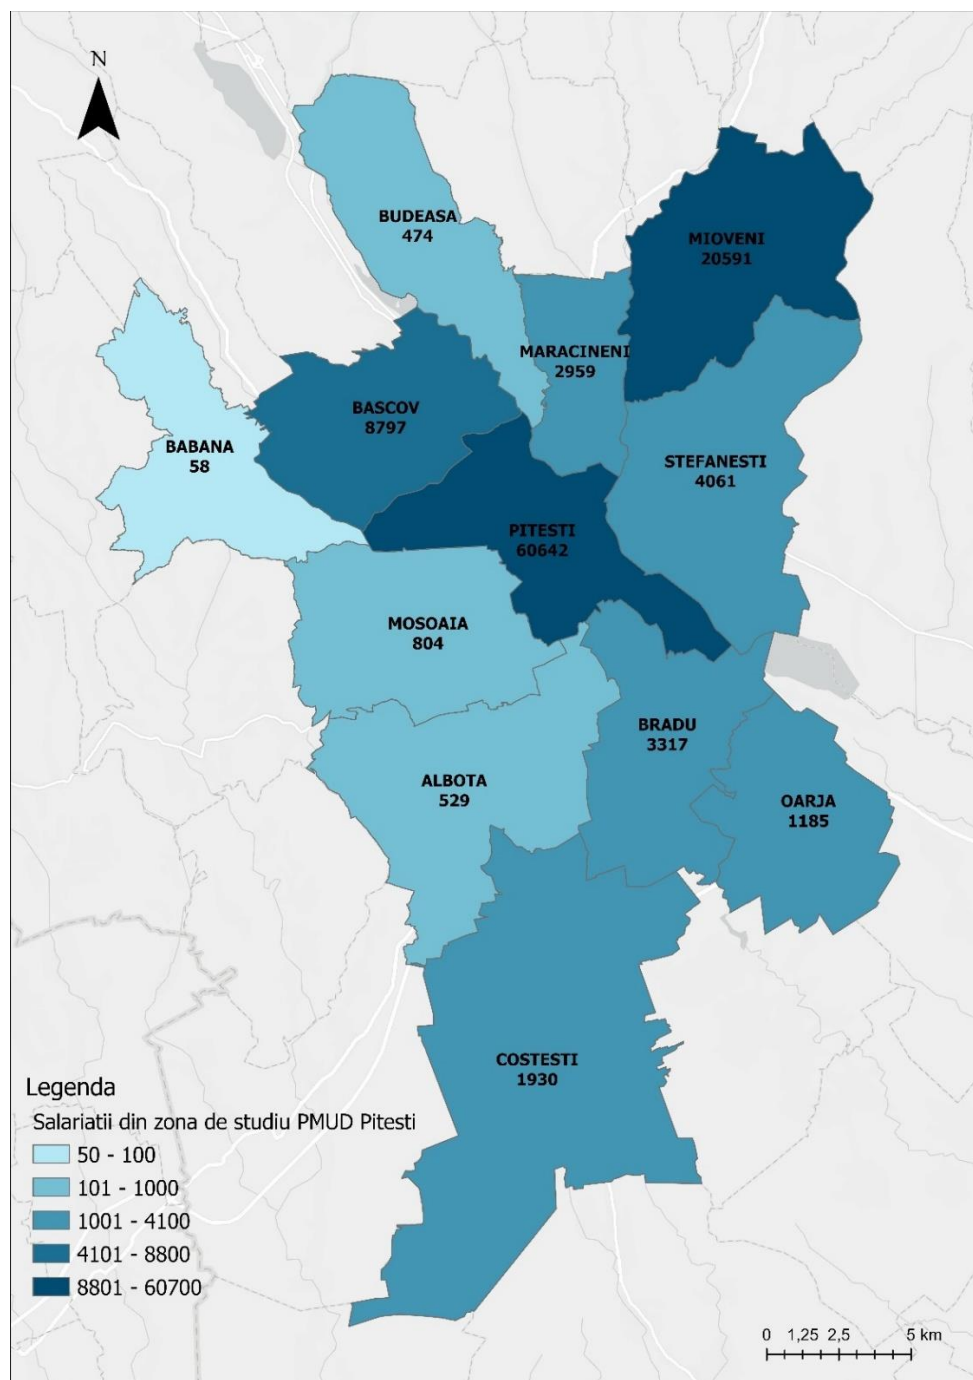 N
BUDEASA
474
MIOVENI
20591
MARACINENI
2959
BASCOV
8797
BABANA
58
STEFANESTI
4061
PITESTI
60642
MOSOAIA
804
BRADU
3317
ALBOTA
529
OARJA
1185
COSTESTI
1930
Legenda
Salariatii din zona de studiu PMUD Pitesti
50 - 100
101 - 1000
1001 - 4100
4101 - 8800
8801 - 60700
0 1,25 2,5 5 km